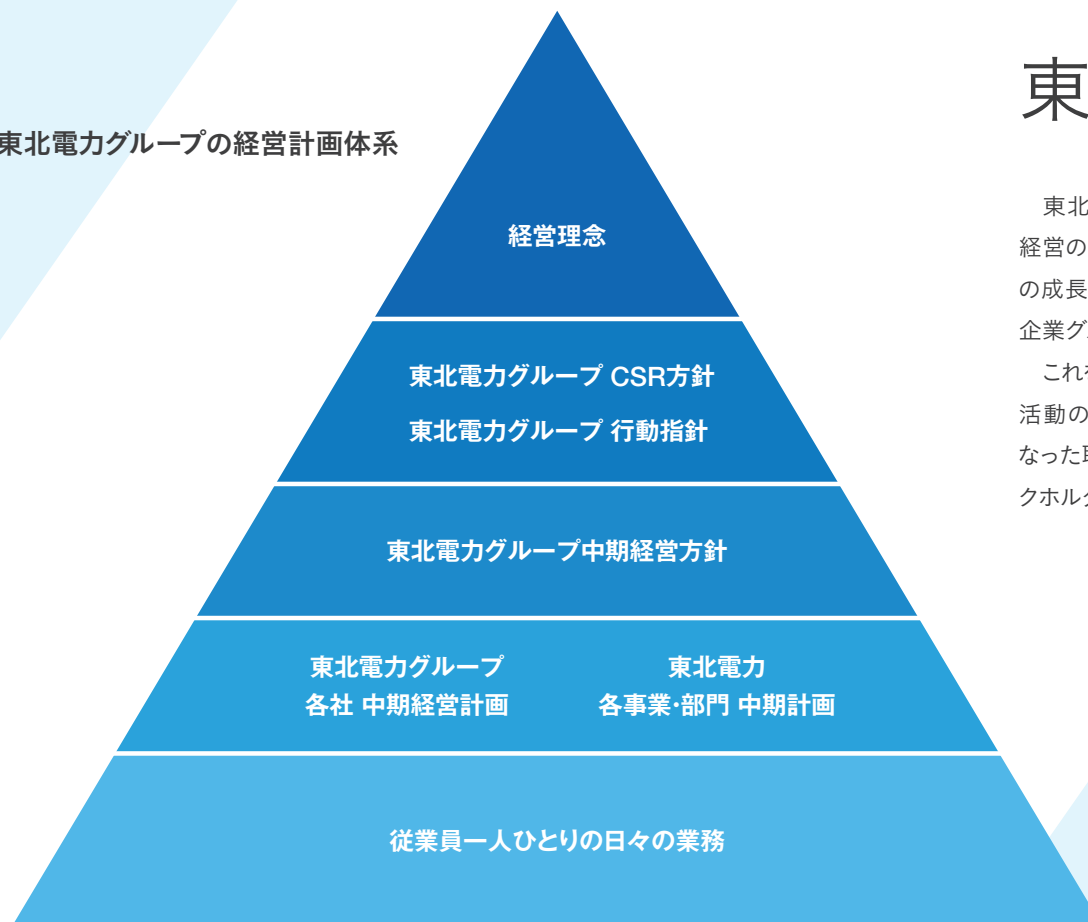 東北電力グループの経営計画体系
経営理念
東北電力グループ CSR方針
東北電力グループ 行動指針
東北電力グループ中期経営方針
東北電力グループ
各社 中期経営計画
東北電力
各事業・部門 中期計画
従業員一人ひとりの日々の業務
東
東北
経営の
の成長
企業グ
これ
活動の
なった
クホル